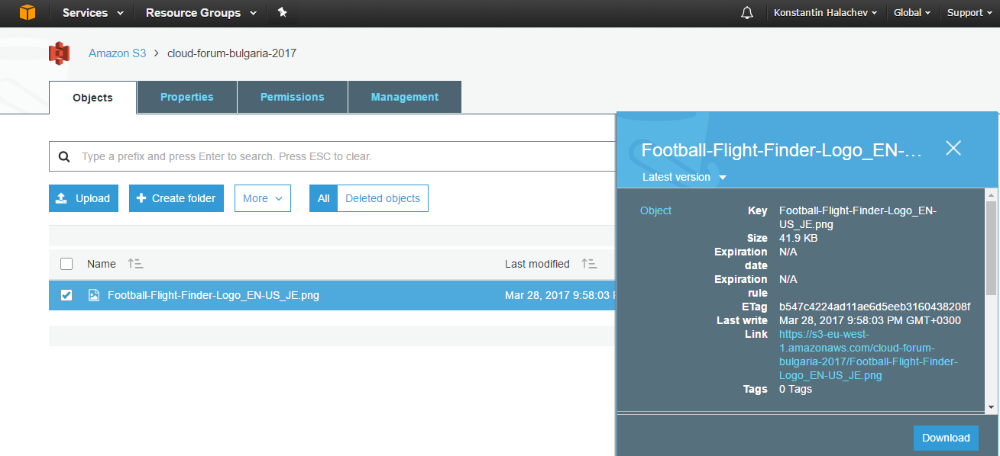 Services Resource Groups Konstantin Halachev Global Support
Amazon S3 > cloud-forum-bulgaria-2017
Objects Properties Permissions Management
Type a prefix and press Enter to search. Press ESC to clear.
Upload Create folder More All Deleted objects
Name Last modified
Football-Flight-Finder-Logo_EN-US_JE.png Mar 28, 2017 9:58:03
Football-Flight-Finder-Logo_EN-...
Latest version
Object Key Football-Flight-Finder-Logo_EN-
US_JE.png
Size 41.9 KB
Expiration N/A
date
Expiration N/A
rule
ETag b547c4224ad11ae6d5eeb3160438208f
Last write Mar 28, 2017 9:58:03 PM GMT+0300
Link https://s3-eu-west-
1.amazonaws.com/cloud-forum-
bulgaria-2017/Football-Flight-Finder-
Logo_EN-US_JE.png
Tags 0 Tags
Download